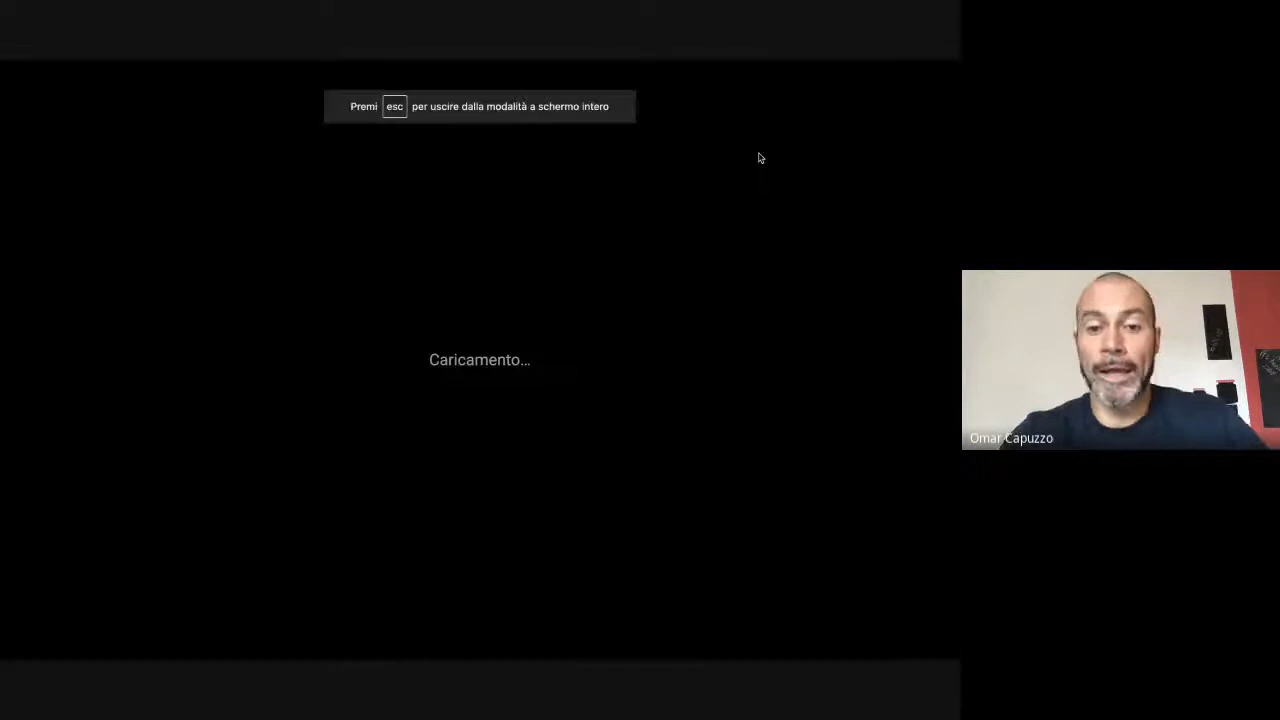 Premi esc per uscire dalla modalità a schermo intero
Caricamento...
Omar Capuzzo